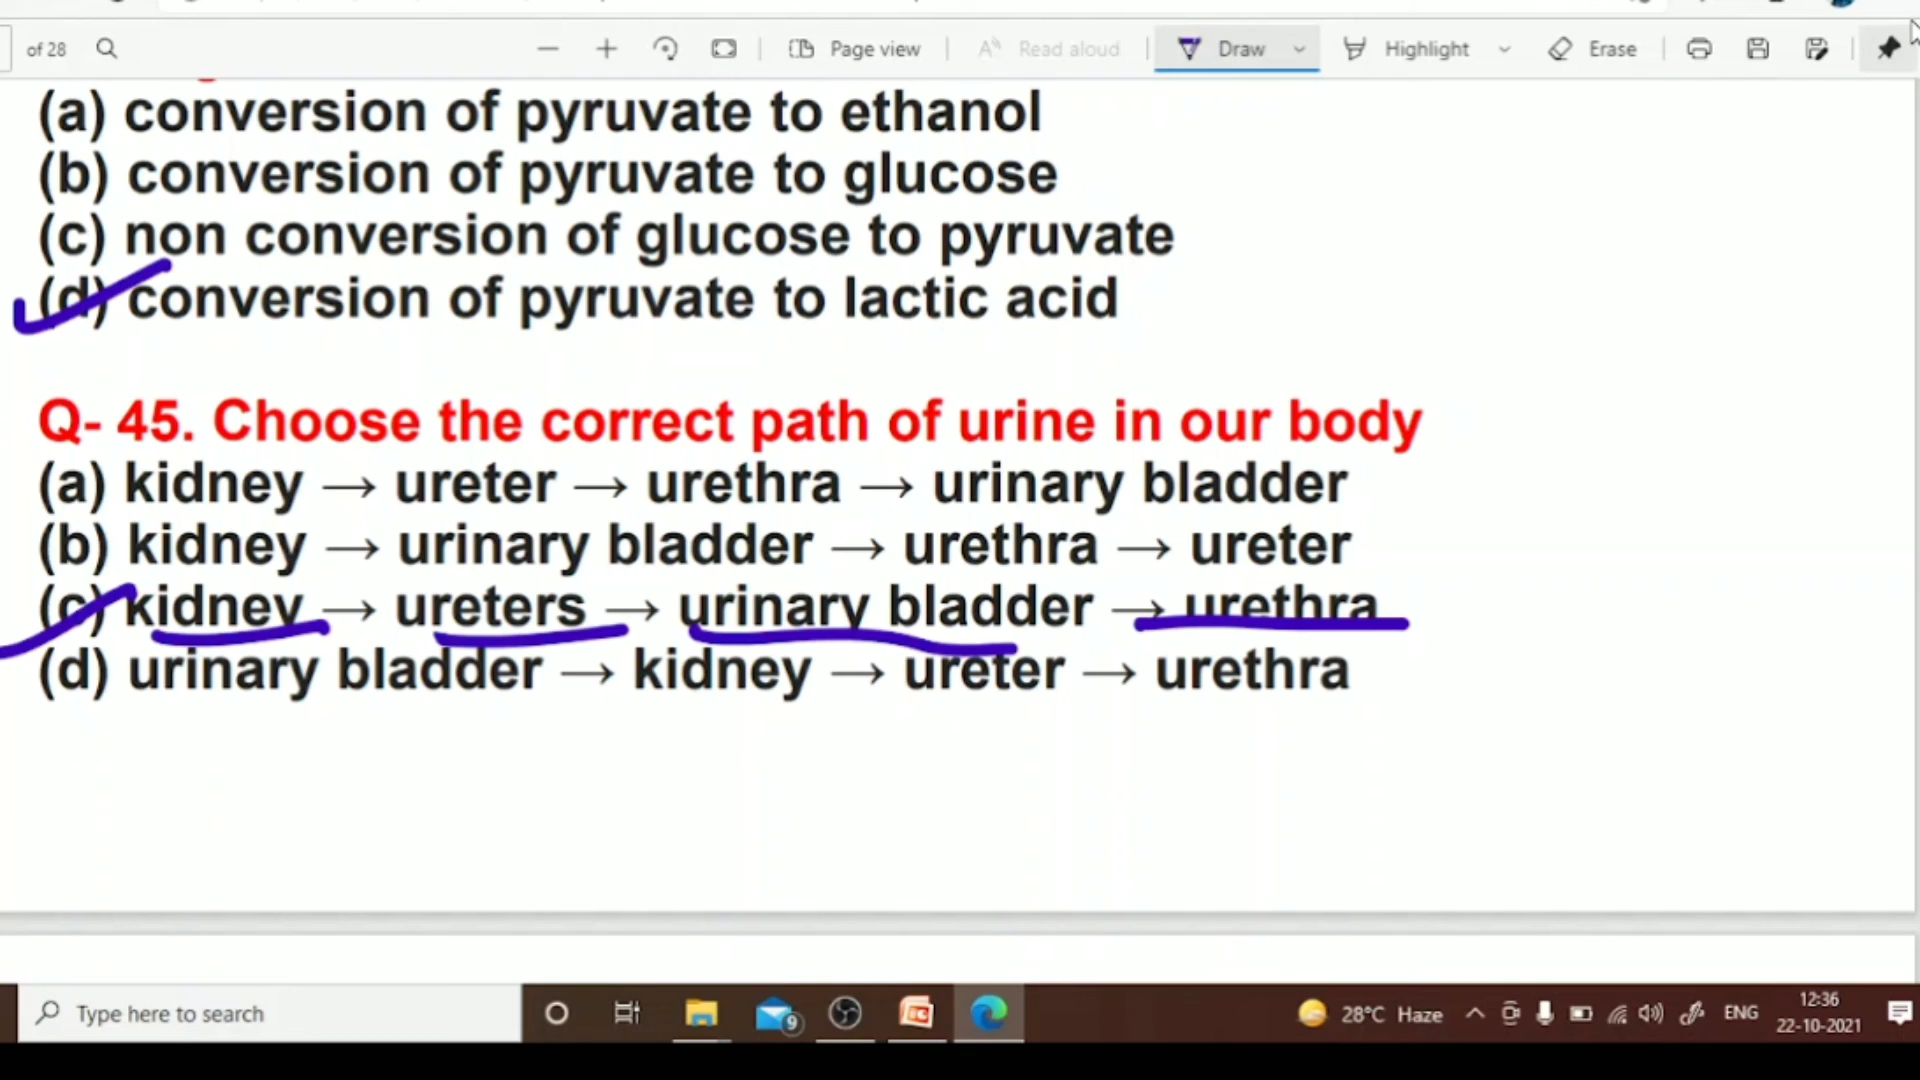 of 28
Page view
Read aloud
Draw
Highlight
Erase
(a) conversion of pyruvate to ethanol
(b) conversion of pyruvate to glucose
(c) non conversion of glucose to pyruvate
(d) conversion of pyruvate to lactic acid
Q- 45. Choose the correct path of urine in our body
(a) kidney → ureter → urethra → urinary bladder
(b) kidney → urinary bladder → urethra → ureter
(c) kidney → ureters → urinary bladder → urethra
(d) urinary bladder → kidney → ureter → urethra
Type here to search
9
28°C Haze
ENG
12:36
22-10-2021